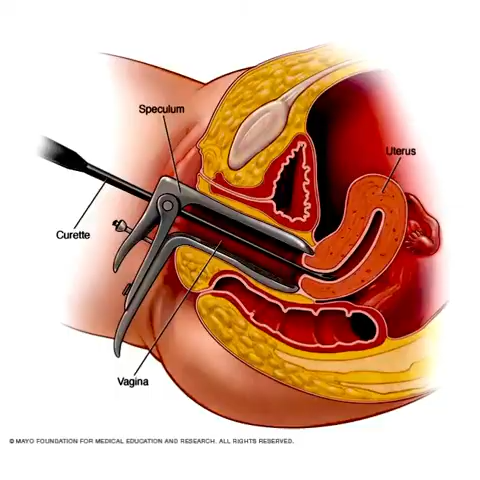 Speculum
Uterus
Curette
Vagina
© MAYO FOUNDATION FOR MEDICAL EDUCATION AND RESEARCH. ALL RIGHTS RESERVED.